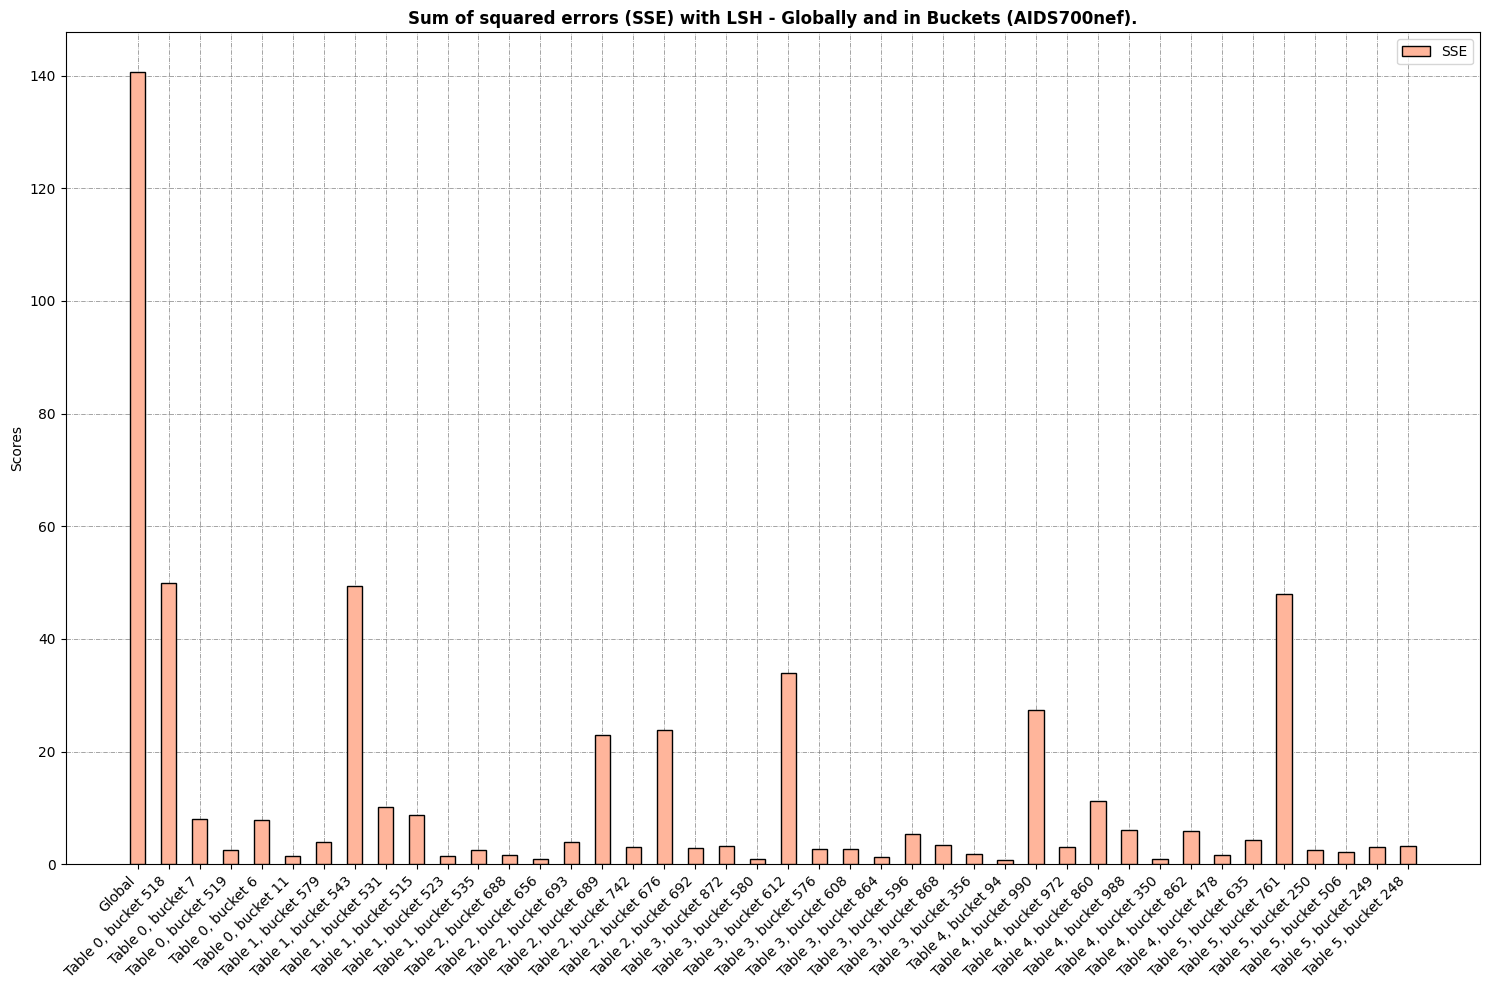 Sum of squared errors (SSE) with LSH - Globally and in Buckets (AIDS700nef).
SSE
140
120
100
80
60
40
20
0
Scores
Global
Table 0, bucket 518
Table 0, bucket 7
Table 0, bucket 519
Table 0, bucket 6
Table 0, bucket 11
Table 1, bucket 579
Table 1, bucket 543
Table 1, bucket 531
Table 1, bucket 515
Table 1, bucket 523
Table 1, bucket 535
Table 2, bucket 688
Table 2, bucket 656
Table 2, bucket 693
Table 2, bucket 689
Table 2, bucket 742
Table 2, bucket 676
Table 2, bucket 692
Table 3, bucket 872
Table 3, bucket 580
Table 3, bucket 612
Table 3, bucket 576
Table 3, bucket 608
Table 3, bucket 864
Table 3, bucket 596
Table 3, bucket 868
Table 3, bucket 356
Table 4, bucket 94
Table 4, bucket 990
Table 4, bucket 972
Table 4, bucket 860
Table 4, bucket 988
Table 4, bucket 350
Table 4, bucket 862
Table 4, bucket 478
Table 5, bucket 635
Table 5, bucket 761
Table 5, bucket 250
Table 5, bucket 506
Table 5, bucket 249
Table 5, bucket 248